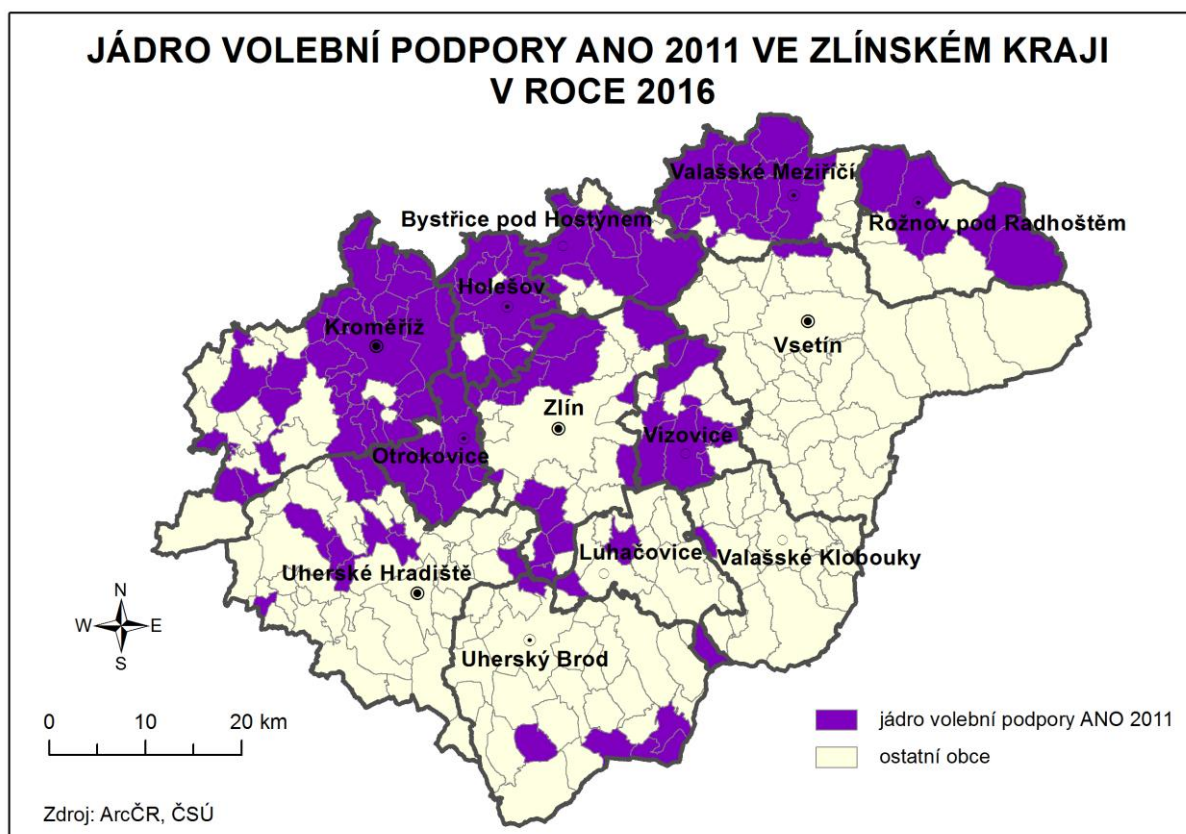 JÁDRO VOLEBNÍ PODPORY ANO 2011 VE ZLÍNSKÉM KRAJI
V ROCE 2016
Valašské Meziříčí
Bystřice pod Hostýnem
Rožnov pod Radhoštěm
Holešov
Kroměříž
Vsetín
Zlín
Vizovice
Otrokovice
Luhačovice
Valašské Klobouky
Uherské Hradiště
N
W E
S
Uherský Brod
0 10 20 km
jádro volební podpory ANO 2011
ostatní obce
Zdroj: ArcČR, ČSÚ